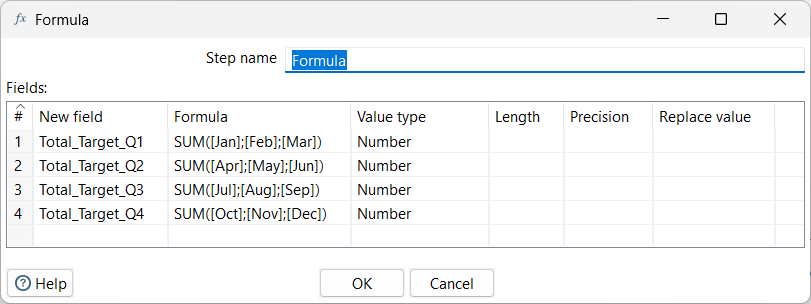 Formula
Step name Formula
Fields:
# New field Formula Value type Length Precision Replace value
1 Total_Target_Q1 SUM([Jan];[Feb];[Mar]) Number
2 Total_Target_Q2 SUM([Apr];[May];[Jun]) Number
3 Total_Target_Q3 SUM([Jul];[Aug];[Sep]) Number
4 Total_Target_Q4 SUM([Oct];[Nov];[Dec]) Number
Help OK Cancel